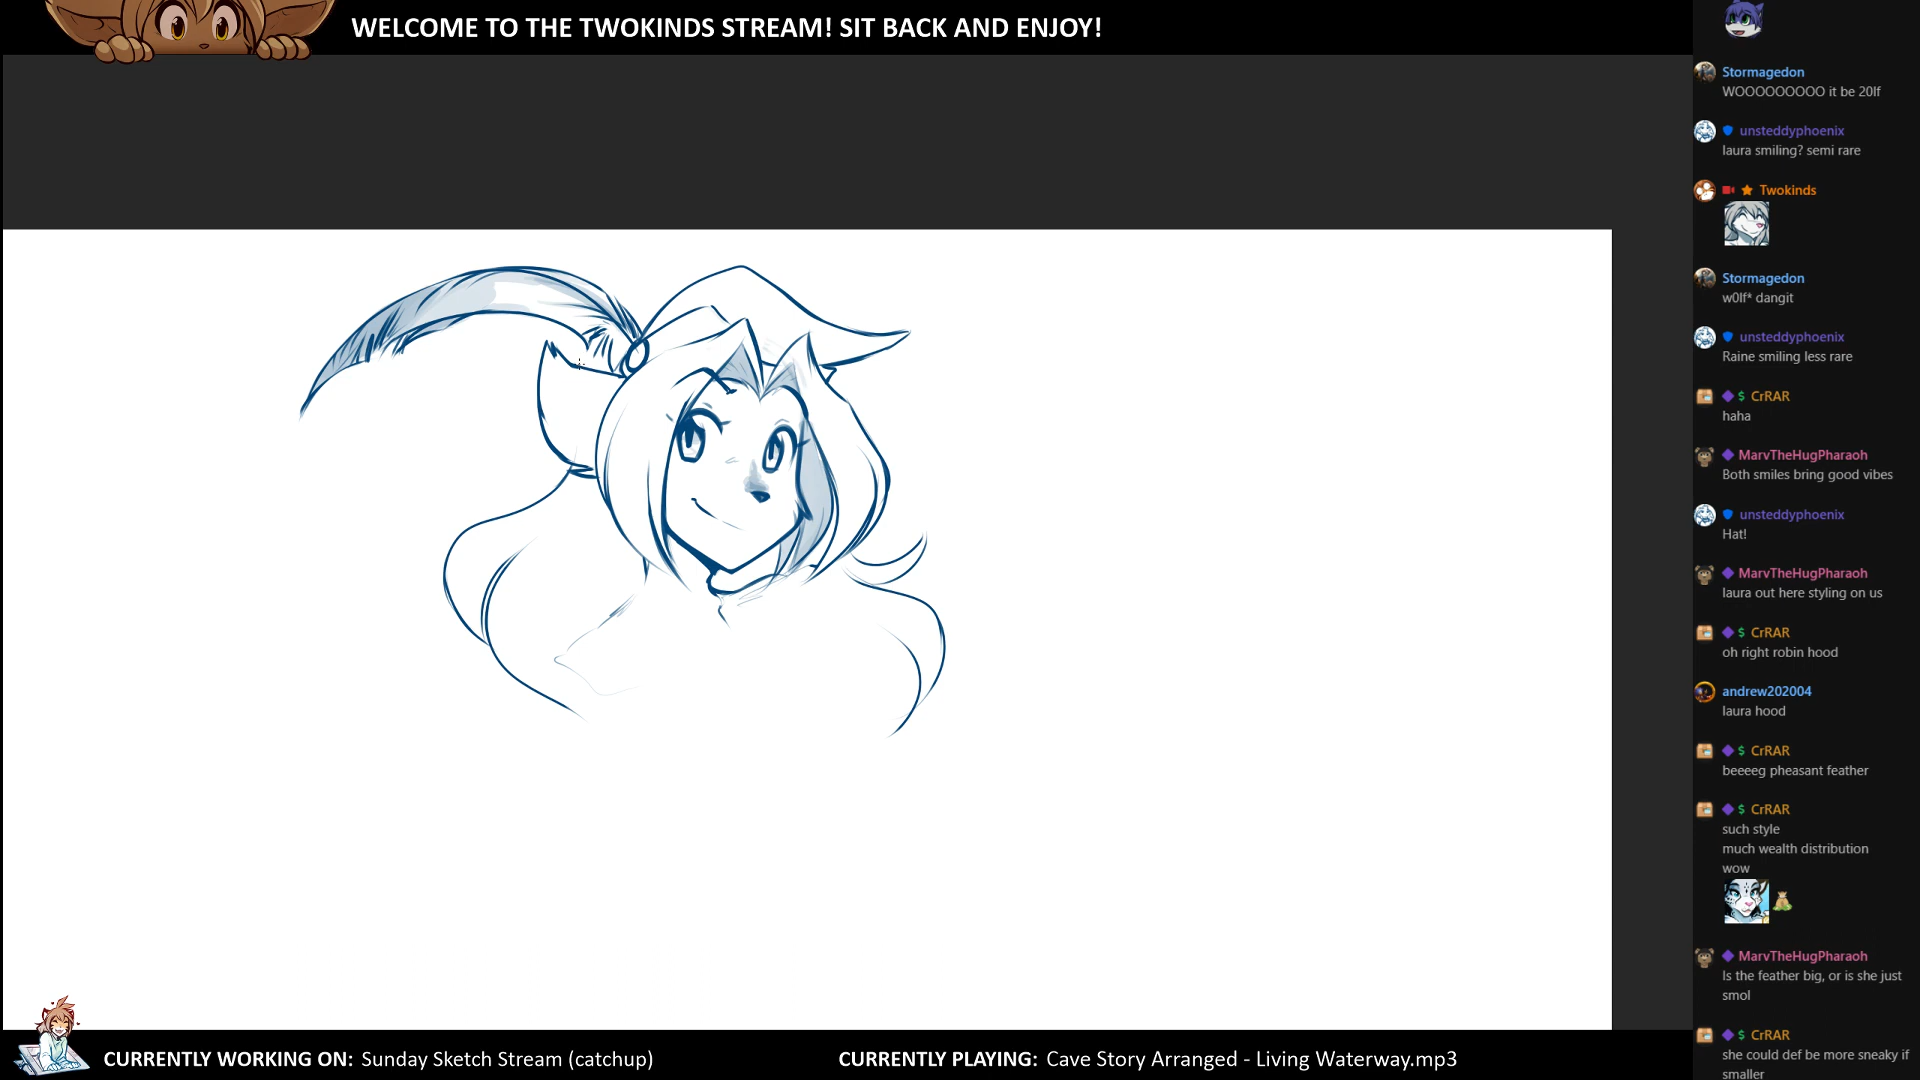 WELCOME TO THE TWOKINDS STREAM! SIT BACK AND ENJOY!
Stormagedon
WOOOOOOOOO it be 20lf
unsteddyphoenix
laura smiling? semi rare
Twokinds
Stormagedon
w0lf* dangit
unsteddyphoenix
Raine smiling less rare
$ CrRAR
haha
MarvTheHugPharaoh
Both smiles bring good vibes
unsteddyphoenix
Hat!
MarvTheHugPharaoh
laura out here styling on us
$ CrRAR
oh right robin hood
andrew202004
laura hood
$ CrRAR
beeeeg pheasant feather
$ CrRAR
such style
much wealth distribution
wow
MarvTheHugPharaoh
Is the feather big, or is she just
smol
$ CrRAR
she could def be more sneaky if
smaller
CURRENTLY WORKING ON: Sunday Sketch Stream (catchup)
CURRENTLY PLAYING: Cave Story Arranged - Living Waterway.mp3